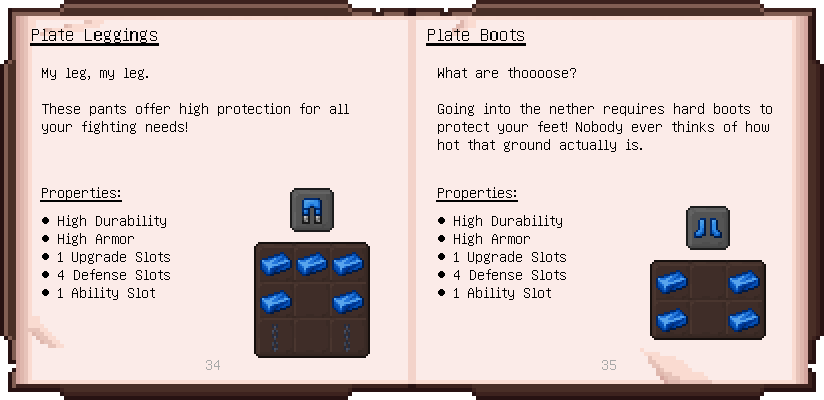 Plate Leggings
My leg, my leg.
These pants offer high protection for all
your fighting needs!
Properties:
● High Durability
● High Armor
● 1 Upgrade Slots
● 4 Defense Slots
● 1 Ability Slot
34
Plate Boots
What are thoooose?
Going into the nether requires hard boots to
protect your feet! Nobody ever thinks of how
hot that ground actually is.
Properties:
● High Durability
● High Armor
● 1 Upgrade Slots
● 4 Defense Slots
● 1 Ability Slot
35